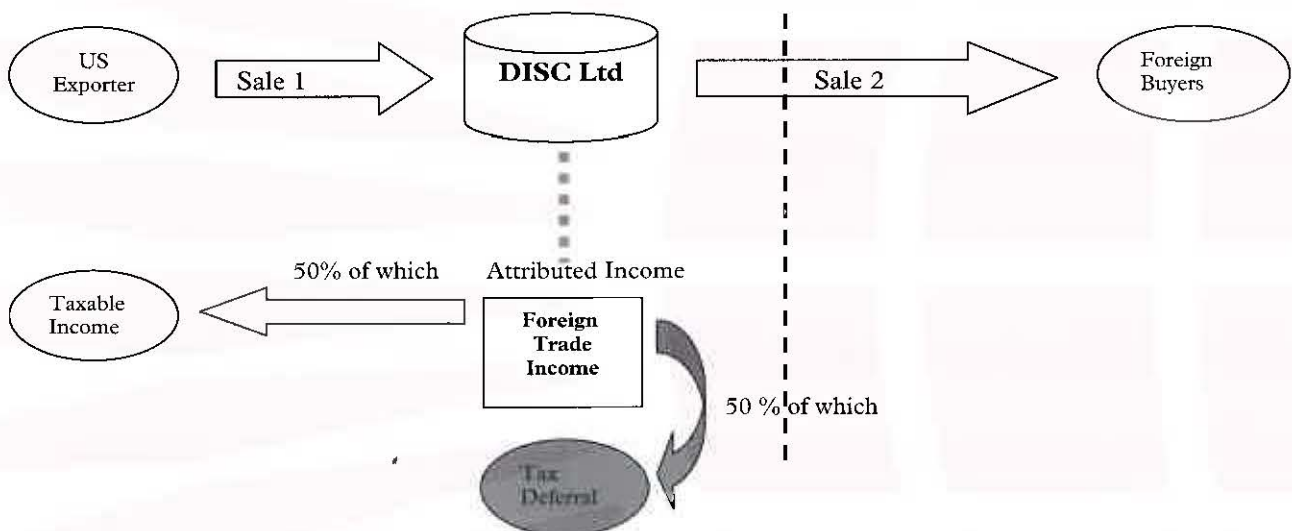 US
Exporter
Sale 1
DISC Ltd
Sale 2
Foreign
Buyers
50% of which
Attributed Income
Taxable
Income
Foreign
Trade
Income
50 % of which
Tax
Deferral